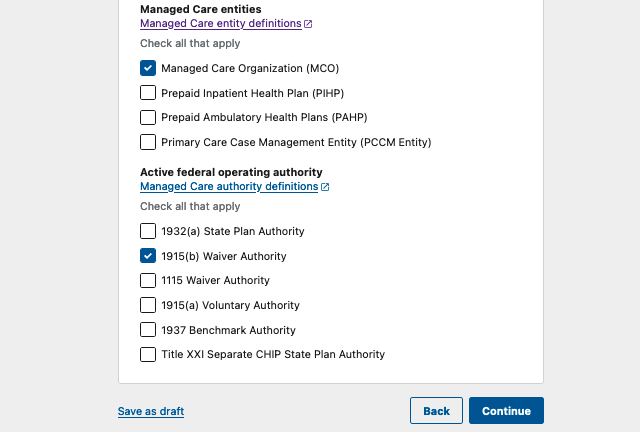 Managed Care entities
Managed Care entity definitions
Check all that apply
Managed Care Organization (MCO)
Prepaid Inpatient Health Plan (PIHP)
Prepaid Ambulatory Health Plans (PAHP)
Primary Care Case Management Entity (PCCM Entity)
Active federal operating authority
Managed Care authority definitions
Check all that apply
1932(a) State Plan Authority
1915(b) Waiver Authority
1115 Waiver Authority
1915(a) Voluntary Authority
1937 Benchmark Authority
Title XXI Separate CHIP State Plan Authority
Save as draft
Back
Continue